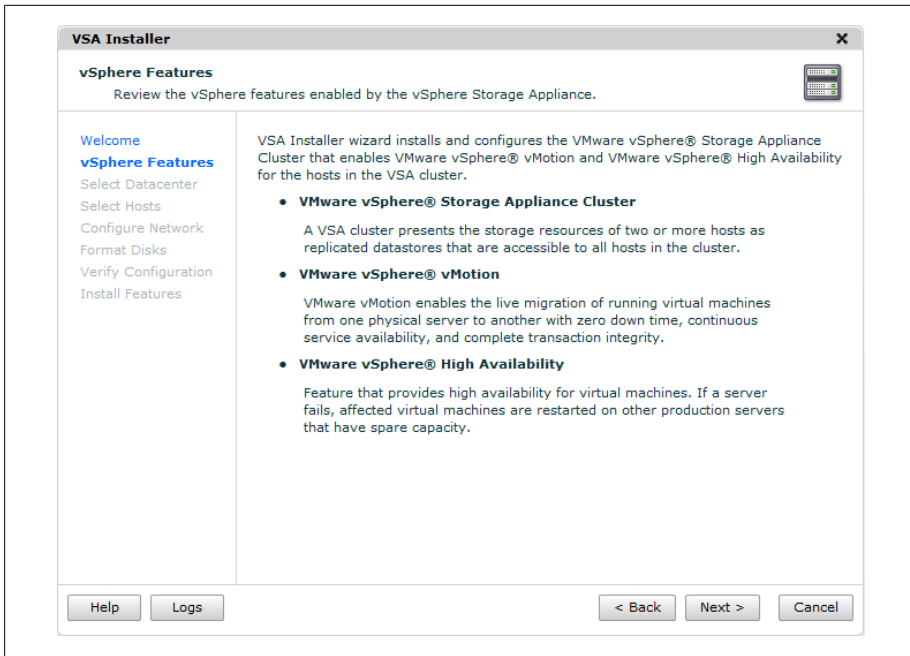 VSA Installer
vSphere Features
Review the vSphere features enabled by the vSphere Storage Appliance.
Welcome
vSphere Features
Select Datacenter
Select Hosts
Configure Network
Format Disks
Verify Configuration
Install Features
VSA Installer wizard installs and configures the VMware vSphere® Storage Appliance
Cluster that enables VMware vSphere® vMotion and VMware vSphere® High Availability
for the hosts in the VSA cluster.
• VMware vSphere® Storage Appliance Cluster
A VSA cluster presents the storage resources of two or more hosts as
replicated datastores that are accessible to all hosts in the cluster.
• VMware vSphere® vMotion
VMware vMotion enables the live migration of running virtual machines
from one physical server to another with zero down time, continuous
service availability, and complete transaction integrity.
• VMware vSphere® High Availability
Feature that provides high availability for virtual machines. If a server
fails, affected virtual machines are restarted on other production servers
that have spare capacity.
Help Logs < Back Next > Cancel